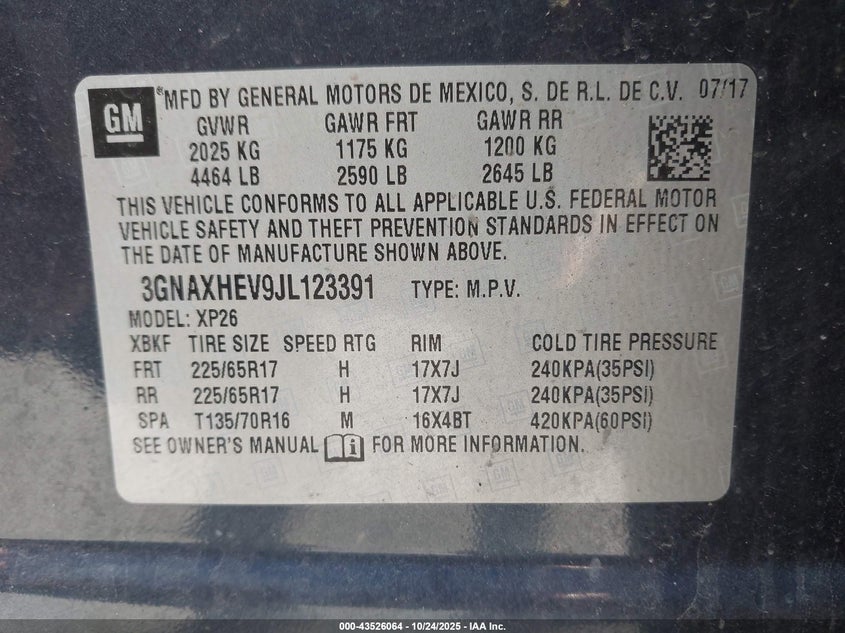 GM
®MFD BY GENERAL MOTORS DE MEXICO, S. DE R.L. DE C.V. 07/17
GVWR GAWR FRT GAWR RR
2025 KG 1175 KG 1200 KG
4464 LB 2590 LB 2645 LB
THIS VEHICLE CONFORMS TO ALL APPLICABLE U.S. FEDERAL MOTOR
VEHICLE SAFETY AND THEFT PREVENTION STANDARDS IN EFFECT ON
THE DATE OF MANUFACTURE SHOWN ABOVE.
3GNAXHEV9JL123391 TYPE: M.P.V.
MODEL: XP26
XBKF TIRE SIZE SPEED RTG RIM COLD TIRE PRESSURE
FRT 225/65R17 H 17X7J 240KPA(35PSI)
RR 225/65R17 H 17X7J 240KPA(35PSI)
SPA T135/70R16 M 16X4BT 420KPA(60PSI)
SEE OWNER'S MANUAL i FOR MORE INFORMATION.
000-43526064 - 10/24/2025 - IAA Inc.